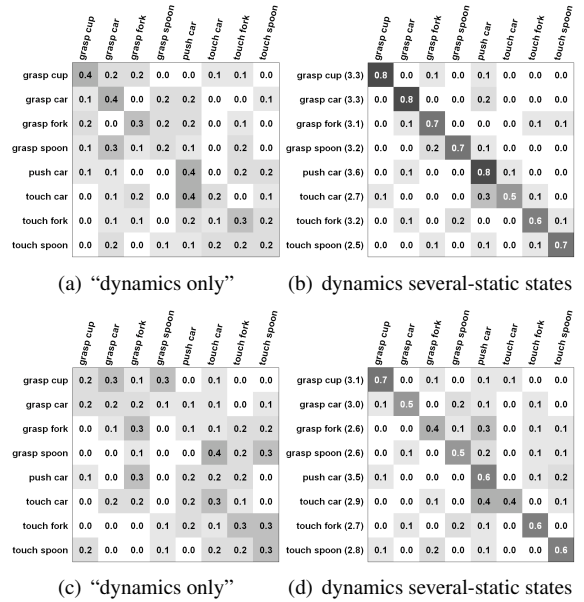 grasp cup grasp car grasp fork grasp spoon push car touch car touch fork touch spoon
grasp cup 0.4 0.2 0.2 0.0 0.0 0.1 0.1 0.0
grasp car 0.1 0.4 0.0 0.2 0.2 0.0 0.0 0.1
grasp fork 0.2 0.0 0.3 0.2 0.2 0.0 0.1 0.0
grasp spoon 0.1 0.3 0.1 0.2 0.1 0.0 0.2 0.0
push car 0.1 0.1 0.0 0.0 0.4 0.0 0.2 0.2
touch car 0.0 0.1 0.2 0.0 0.4 0.2 0.0 0.1
touch fork 0.0 0.1 0.1 0.0 0.1 0.2 0.3 0.2
touch spoon 0.0 0.2 0.0 0.1 0.1 0.2 0.2 0.2
(a) “dynamics only”
grasp cup grasp car grasp fork grasp spoon push car touch car touch fork touch spoon
grasp cup (3.3) 0.8 0.0 0.1 0.0 0.1 0.0 0.0 0.0
grasp car (3.3) 0.0 0.8 0.0 0.0 0.2 0.0 0.0 0.0
grasp fork (3.1) 0.0 0.1 0.7 0.0 0.0 0.0 0.1 0.1
grasp spoon (3.2) 0.0 0.0 0.2 0.7 0.1 0.0 0.0 0.0
push car (3.6) 0.0 0.1 0.0 0.0 0.8 0.1 0.0 0.0
touch car (2.7) 0.1 0.0 0.0 0.0 0.3 0.5 0.1 0.0
touch fork (3.2) 0.0 0.1 0.0 0.2 0.0 0.0 0.6 0.1
touch spoon (2.5) 0.0 0.0 0.1 0.0 0.1 0.0 0.1 0.7
(b) dynamics several-static states
grasp cup grasp car grasp fork grasp spoon push car touch car touch fork touch spoon
grasp cup 0.2 0.3 0.1 0.3 0.0 0.1 0.0 0.0
grasp car 0.2 0.2 0.2 0.1 0.1 0.1 0.0 0.1
grasp fork 0.1 0.0 0.3 0.0 0.1 0.1 0.2 0.2
grasp spoon 0.0 0.0 0.1 0.0 0.0 0.4 0.2 0.3
push car 0.1 0.0 0.3 0.0 0.2 0.2 0.2 0.0
touch car 0.0 0.2 0.2 0.0 0.2 0.3 0.1 0.0
touch fork 0.0 0.0 0.0 0.1 0.2 0.1 0.3 0.3
touch spoon 0.2 0.0 0.0 0.1 0.0 0.2 0.2 0.3
(c) “dynamics only”
grasp cup grasp car grasp fork grasp spoon push car touch car touch fork touch spoon
grasp cup (3.1) 0.7 0.0 0.1 0.0 0.1 0.1 0.0 0.0
grasp car (3.0) 0.1 0.5 0.0 0.2 0.1 0.0 0.0 0.1
grasp fork (2.6) 0.0 0.0 0.4 0.1 0.3 0.0 0.1 0.1
grasp spoon (2.6) 0.0 0.1 0.0 0.5 0.2 0.0 0.1 0.1
push car (3.5) 0.0 0.0 0.0 0.0 0.6 0.0 0.1 0.2
touch car (2.9) 0.0 0.0 0.1 0.0 0.4 0.4 0.0 0.1
touch fork (2.7) 0.0 0.1 0.0 0.2 0.1 0.0 0.6 0.0
touch spoon (2.8) 0.1 0.0 0.2 0.0 0.1 0.0 0.0 0.6
(d) dynamics several-static states